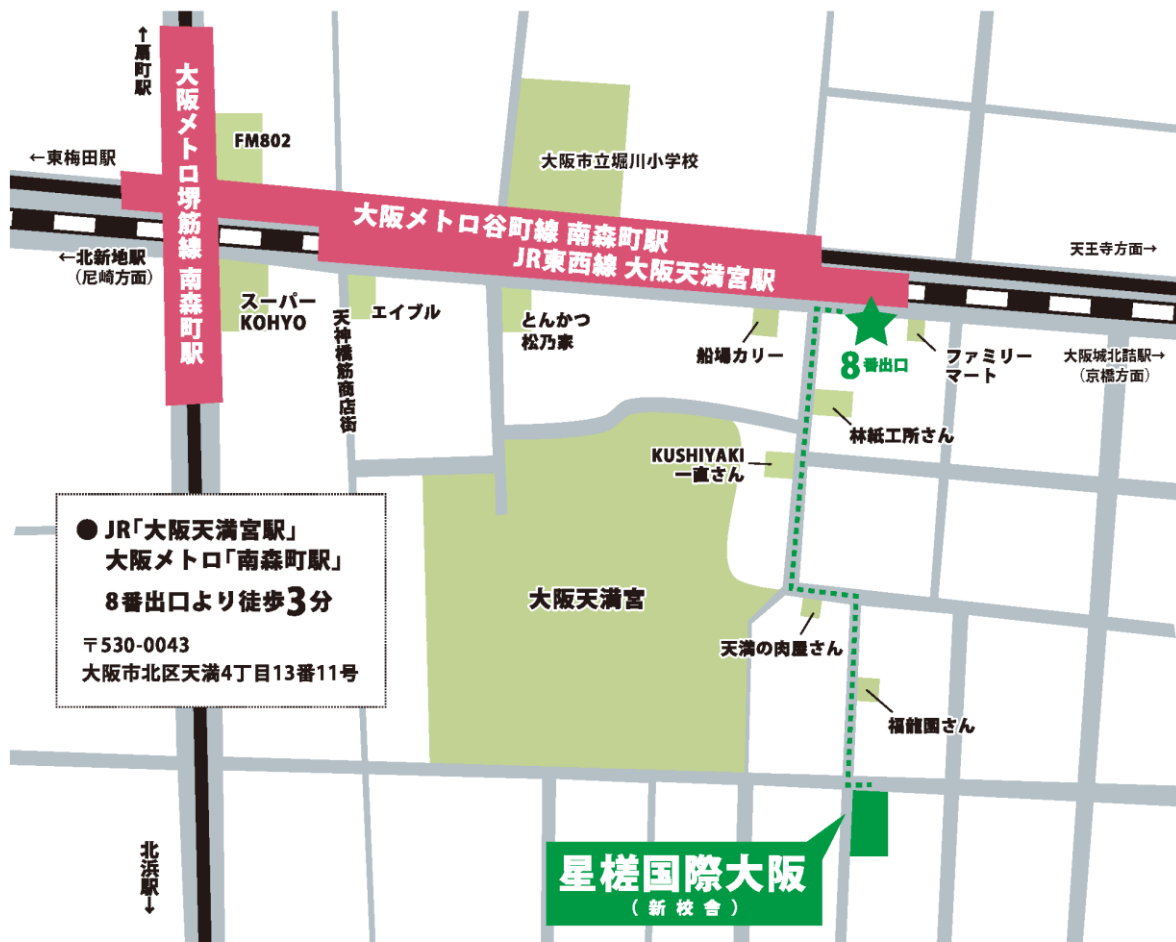 ↑扇町駅
大阪メトロ堺筋線 南森町駅
FM802
←東梅田駅
大阪市立堀川小学校
大阪メトロ谷町線 南森町駅
JR東西線 大阪天満宮駅
天王寺方面→
←北新地駅
(尼崎方面)
スーパー
KOHYO
エイブル
天神橋筋商店街
とんかつ
松乃家
船場カリー
8番出口
ファミリー
マート
大阪城北詰駅→
(京橋方面)
林紙工所さん
KUSHIYAKI
一直さん
● JR「大阪天満宮駅」
大阪メトロ「南森町駅」
8番出口より徒歩3分
〒530-0043
大阪市北区天満4丁目13番11号
大阪天満宮
天満の肉屋さん
福龍園さん
北浜駅→
星槎国際大阪
(新校舎)